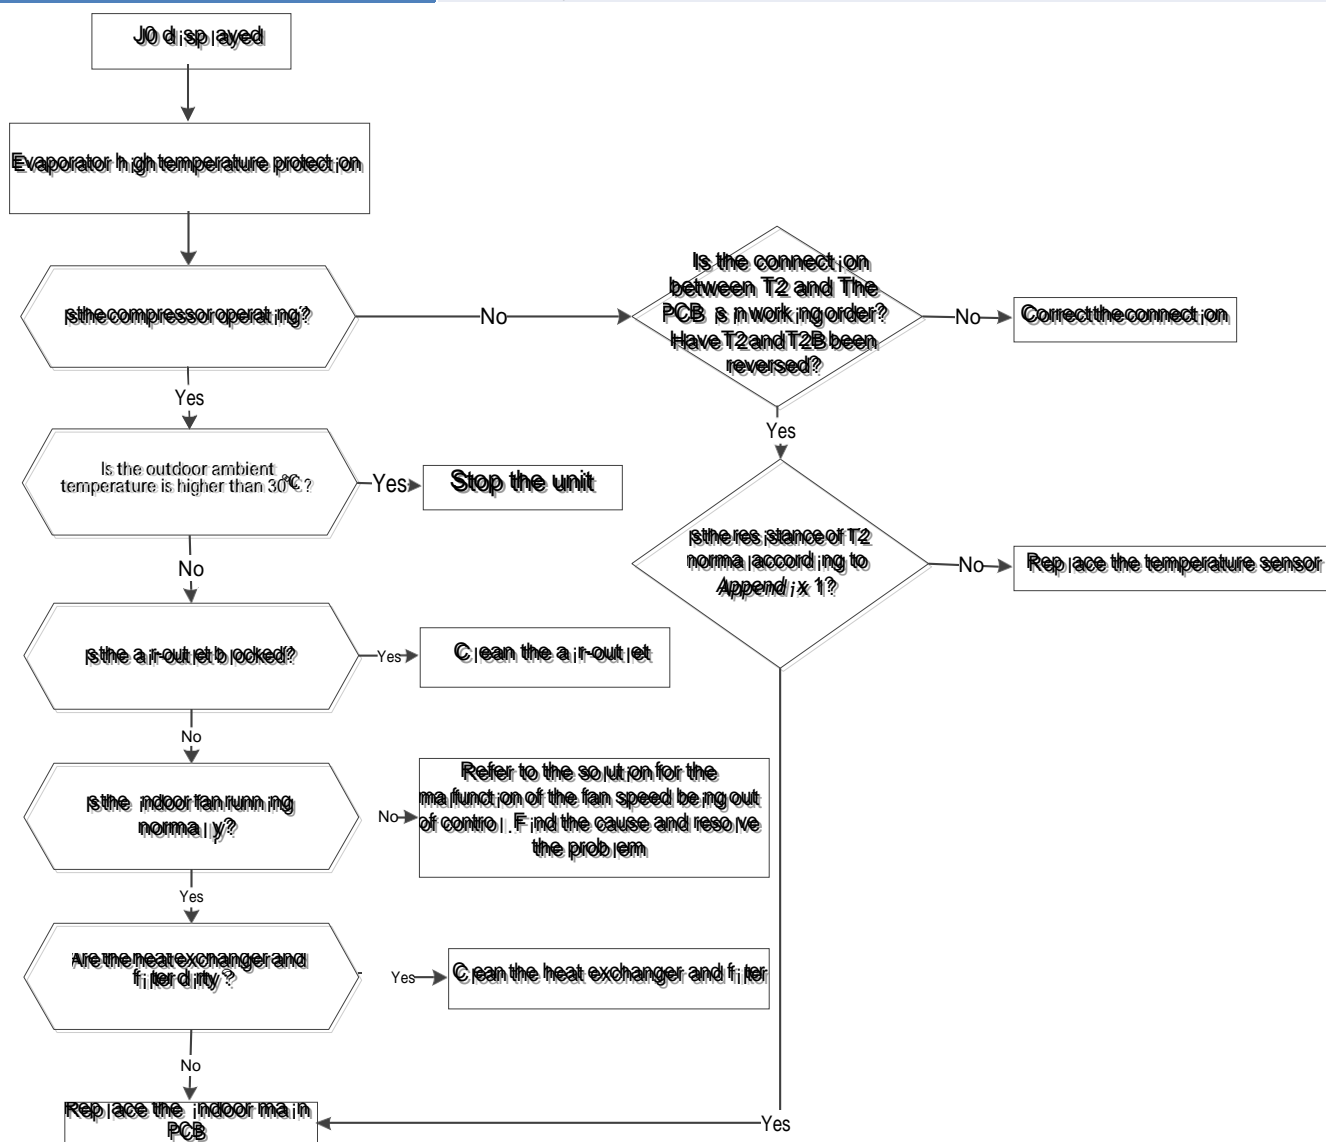 J0 displayed
Evaporator high temperature protection
Is the compressor operating?
No
Is the connection
between T2 and The
PCB is in working order?
Have T2 and T2B been
reversed?
No
Correct the connection
Yes
Yes
Is the outdoor ambient
temperature is higher than 30℃?
Yes
Stop the unit
Is the resistance of T2
normal according to
Appendix 1?
No
Replace the temperature sensor
No
Is the air-outlet blocked?
Yes
Clean the air-outlet
No
Is the indoor fan running
normally?
No
Refer to the solution for the
malfunction of the fan speed being out
of control. Find the cause and resolve
the problem
Yes
Are the heat exchanger and
filter dirty?
Yes
Clean the heat exchanger and filter
No
Replace the indoor main
PCB
Yes